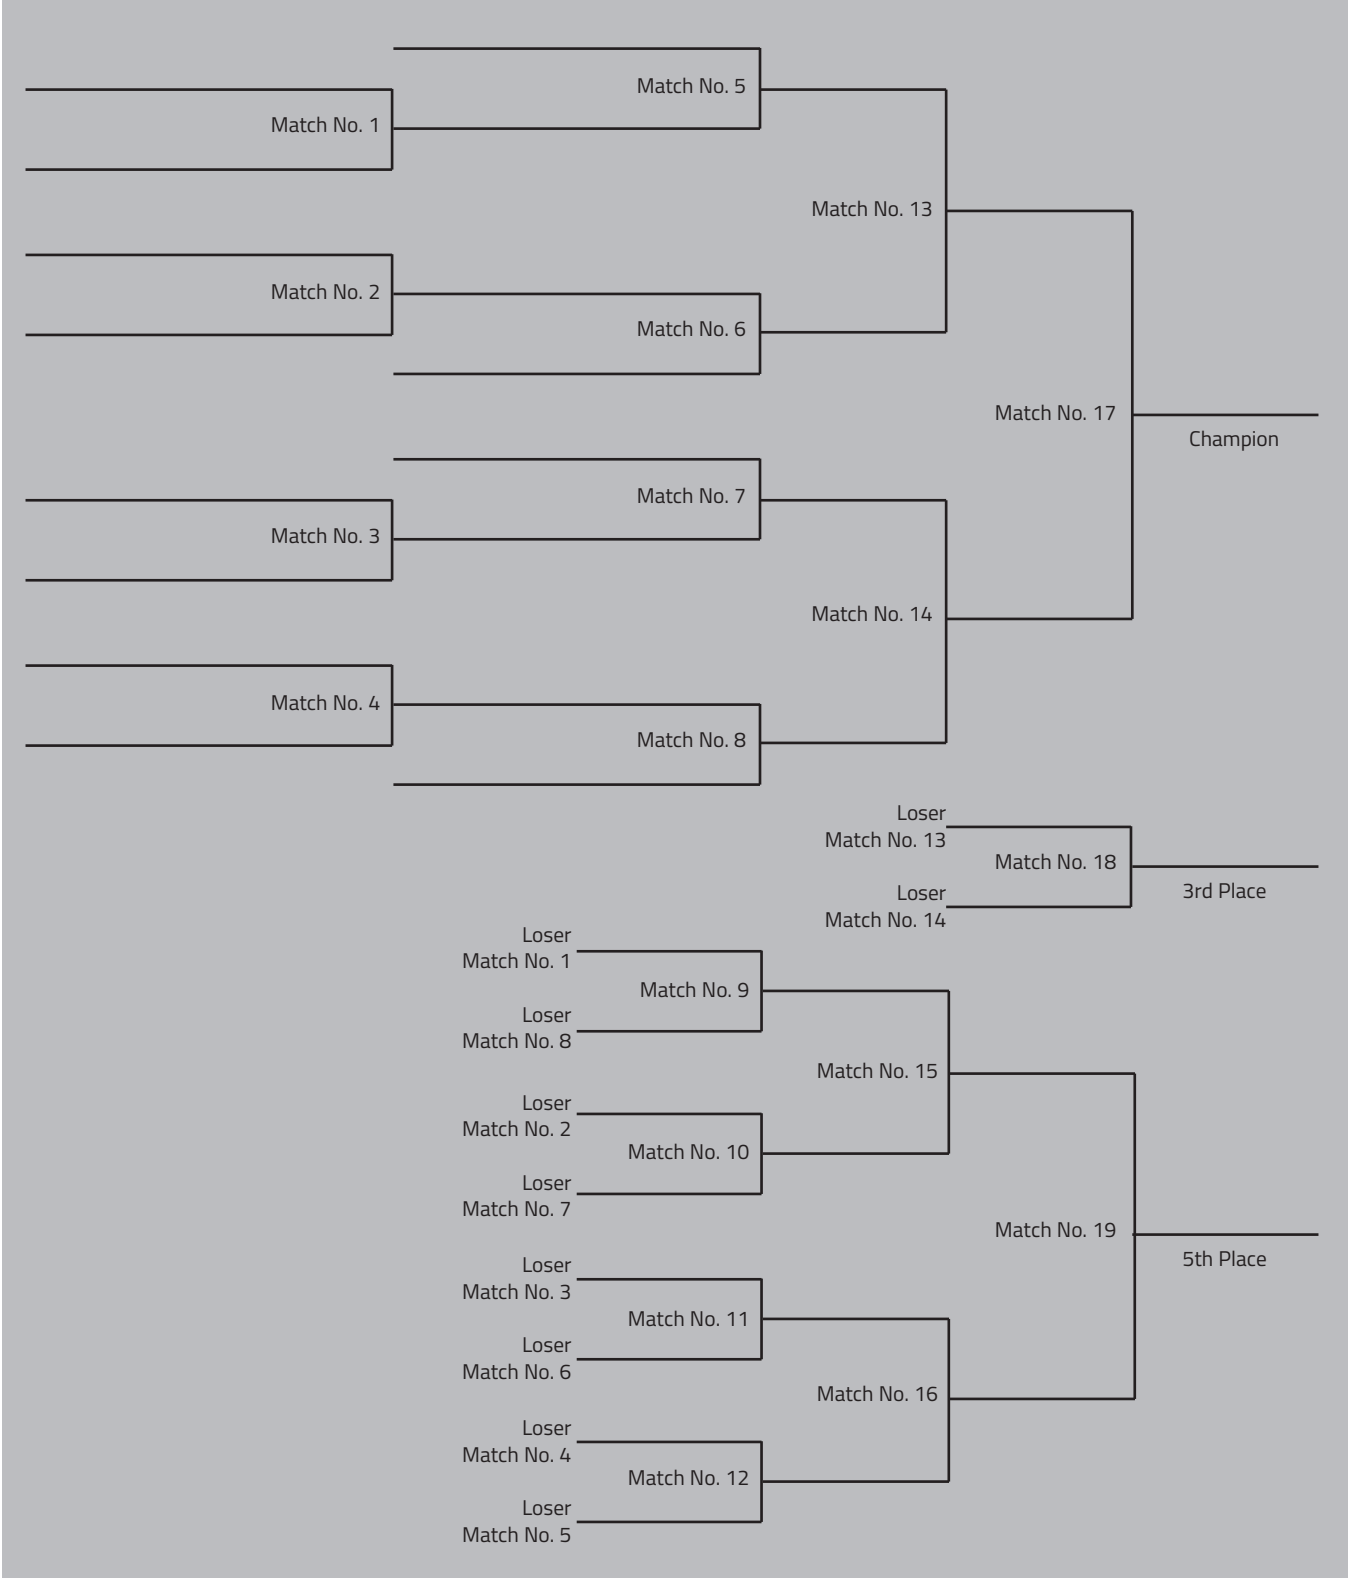 Match No. 5
Match No. 1
Match No. 13
Match No. 2
Match No. 6
Match No. 17
Champion
Match No. 7
Match No. 3
Match No. 14
Match No. 4
Match No. 8
Loser
Match No. 13
Match No. 18
3rd Place
Loser
Match No. 14
Loser
Match No. 1
Match No. 9
Loser
Match No. 8
Match No. 15
Loser
Match No. 2
Match No. 10
Loser
Match No. 7
Match No. 19
5th Place
Loser
Match No. 3
Match No. 11
Loser
Match No. 6
Match No. 16
Loser
Match No. 4
Match No. 12
Loser
Match No. 5